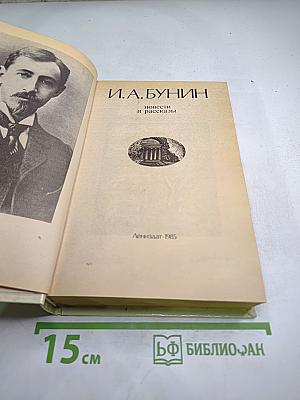 И.А.БУНИН
повести
и рассказы
Лениздат·1985
15 см
БФ БИБЛИОФАН